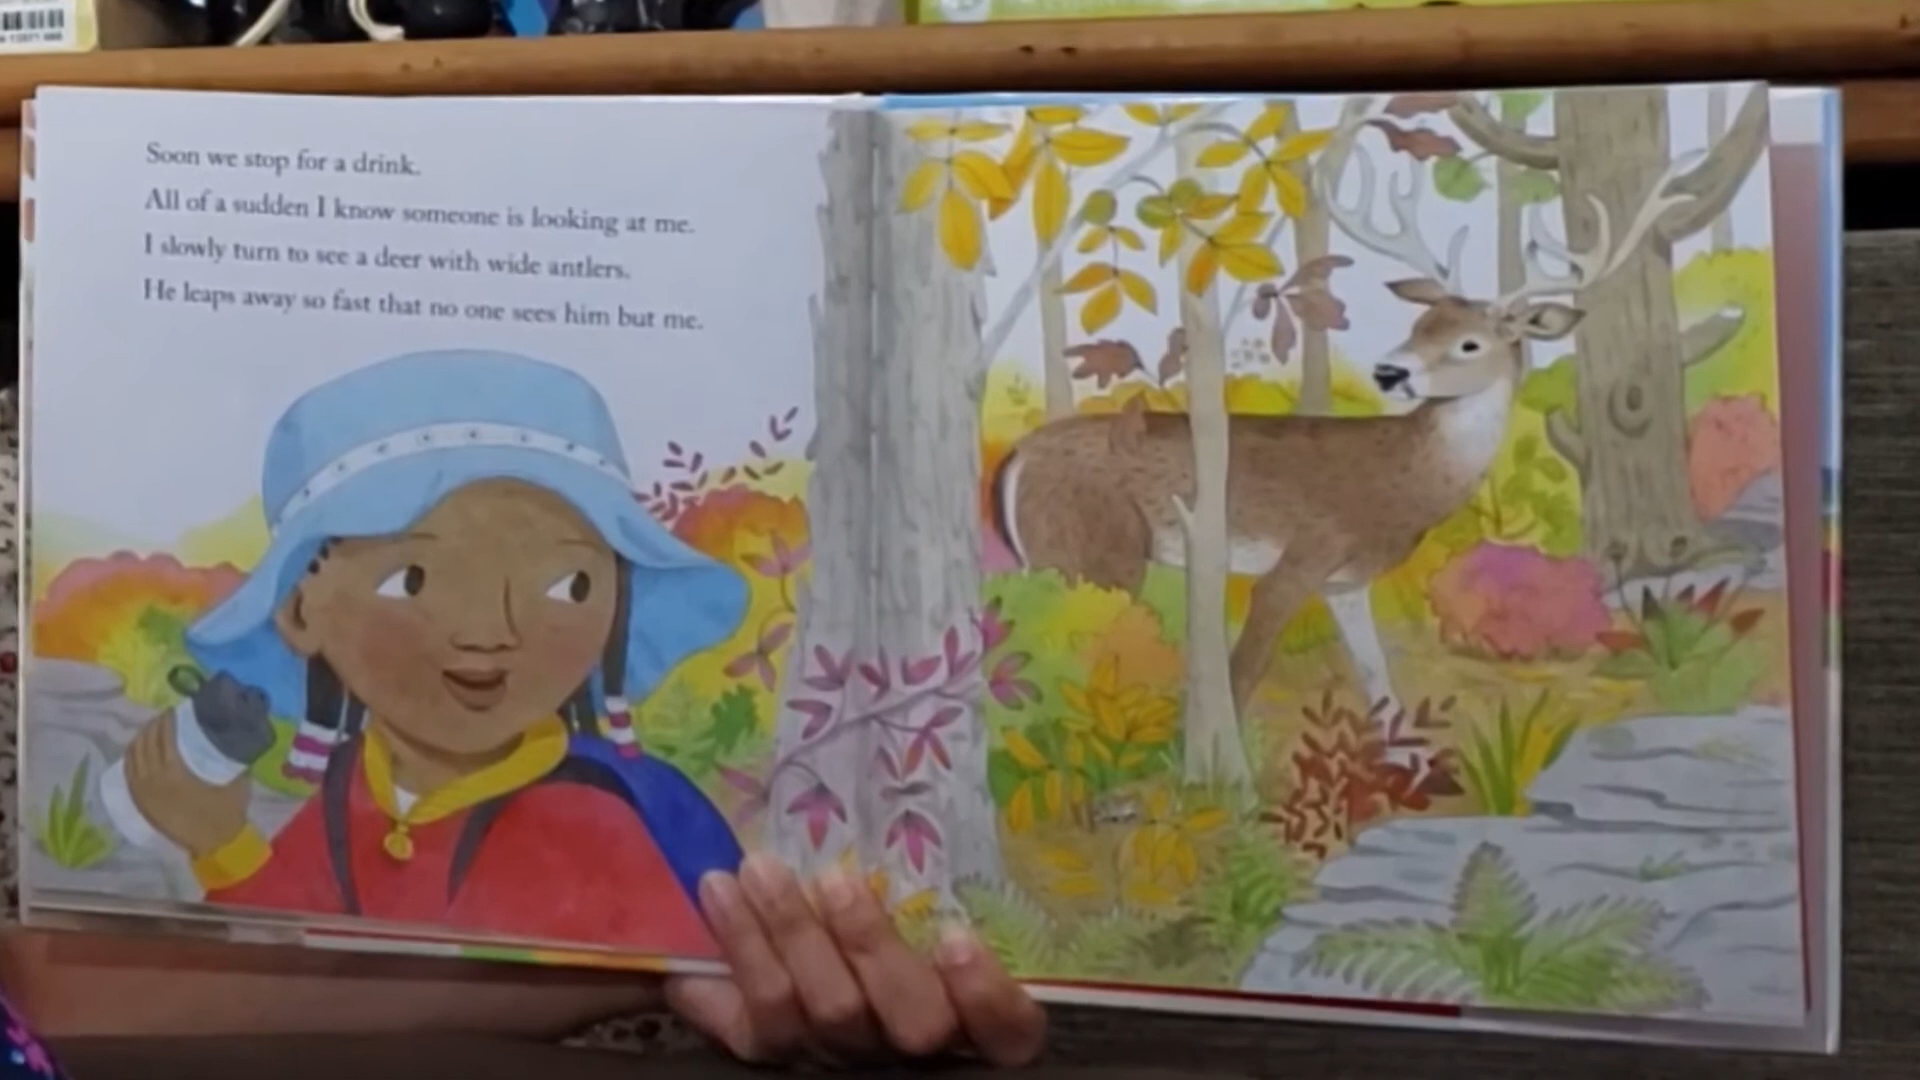 Soon we stop for a drink.
All of a sudden I know someone is looking at me.
I slowly turn to see a deer with wide antlers.
He leaps away so fast that no one sees him but me.